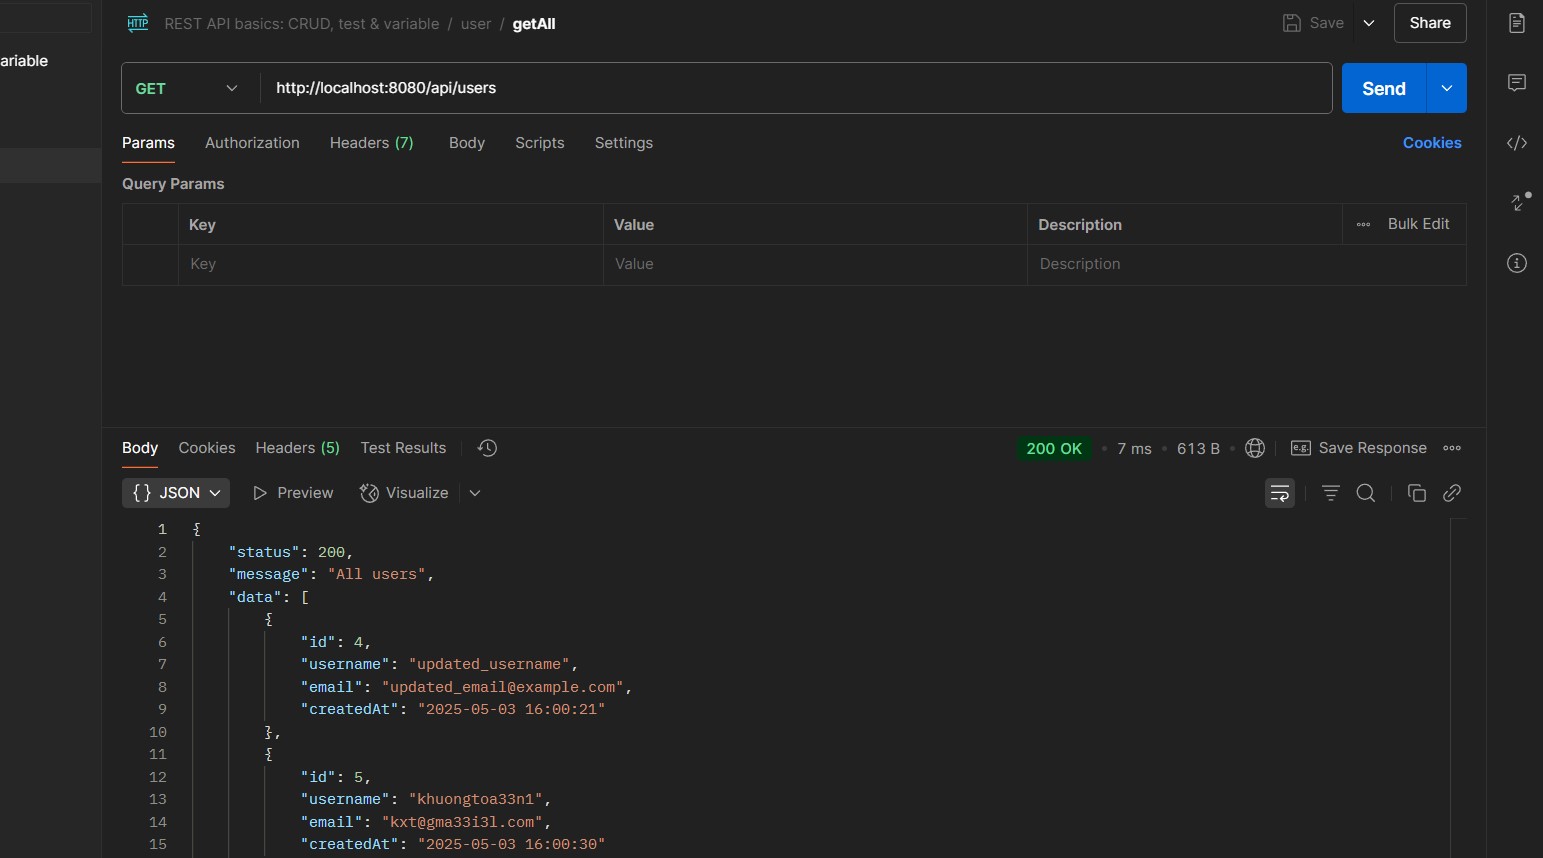 HTTP REST API basics: CRUD, test & variable / user / getAll Save Share
ariable
GET http://localhost:8080/api/users Send
Params Authorization Headers (7) Body Scripts Settings Cookies
Query Params
Key Value Description Bulk Edit
Key Value Description
Body Cookies Headers (5) Test Results 200 OK • 7 ms • 613 B • e.g. Save Response
{} JSON Preview Visualize
1 {
2 "status": 200,
3 "message": "All users",
4 "data": [
5 {
6 "id": 4,
7 "username": "updated_username",
8 "email": "updated_email@example.com",
9 "createdAt": "2025-05-03 16:00:21"
10 },
11 {
12 "id": 5,
13 "username": "khuongtoa33n1",
14 "email": "kxt@gma33i3l.com",
15 "createdAt": "2025-05-03 16:00:30"